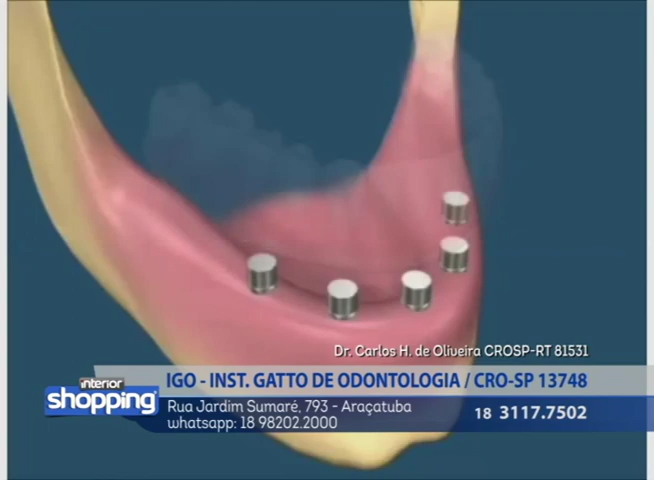 Dr. Carlos H. de Oliveira CROSP-RT 81531
IGO - INST. GATTO DE ODONTOLOGIA / CRO-SP 13748
interior
shopping
Rua Jardim Sumaré, 793 - Araçatuba
18 3117.7502
whatsapp: 18 98202.2000